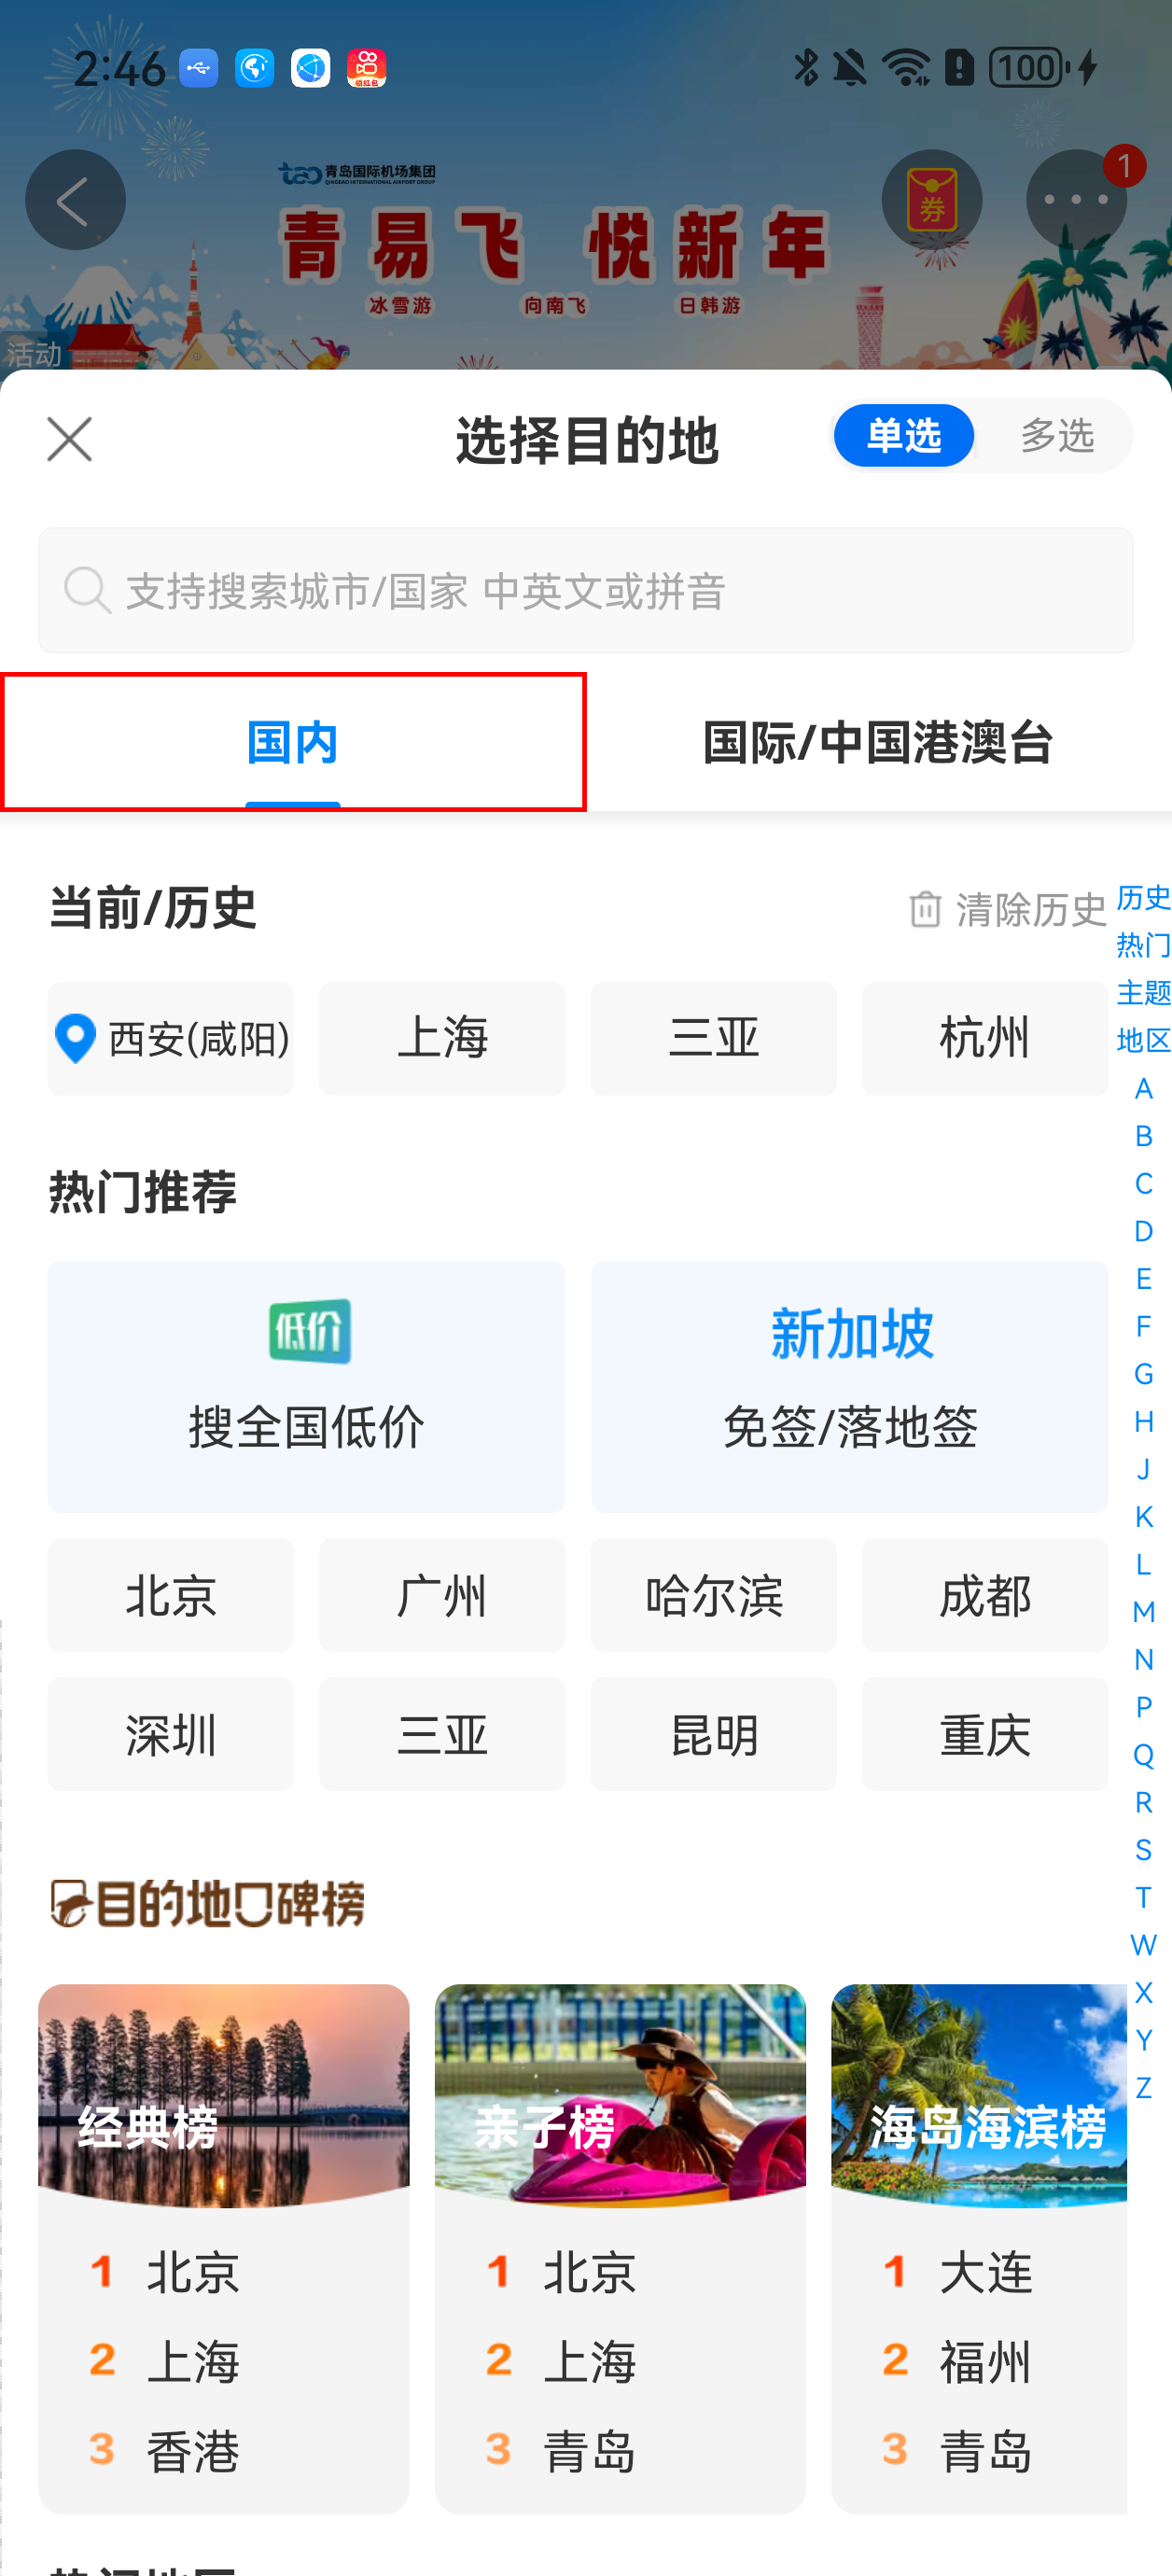 2:46
领红包
100
青岛国际机场集团
QINGDAO INTERNATIONAL AIRPORT GROUP
券
1
青易飞 悦新年
冰雪游 向南飞 日韩游
活动
选择目的地
单选 多选
支持搜索城市/国家 中英文或拼音
国内 国际/中国港澳台
当前/历史
清除历史
西安(咸阳) 上海 三亚 杭州
热门推荐
低价
搜全国低价
新加坡
免签/落地签
北京 广州 哈尔滨 成都
深圳 三亚 昆明 重庆
目的地口碑榜
经典榜
1 北京
2 上海
3 香港
亲子榜
1 北京
2 上海
3 青岛
海岛海滨榜
1 大连
2 福州
3 青岛
历史
热门
主题
地区
A
B
C
D
E
F
G
H
J
K
L
M
N
P
Q
R
S
T
W
X
Y
Z